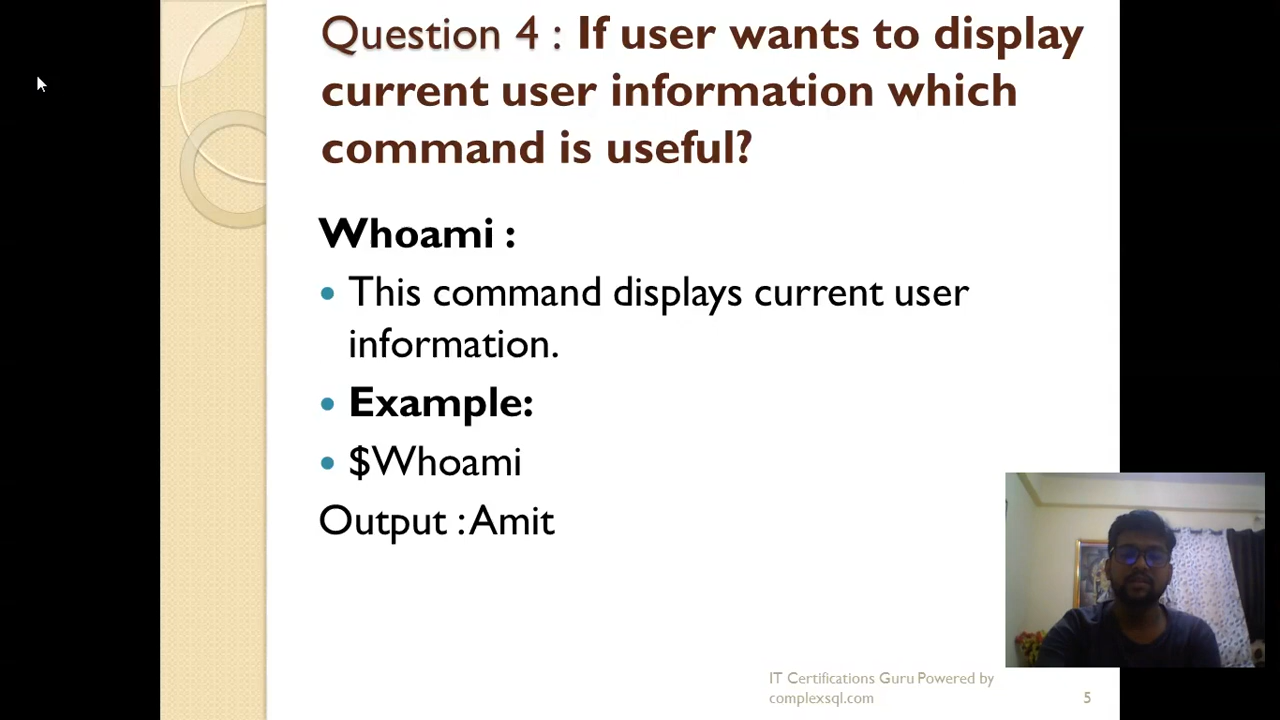 Question 4 : If user wants to display
current user information which
command is useful?
Whoami :
This command displays current user
information.
Example:
$Whoami
Output : Amit
IT Certifications Guru Powered by
complexsql.com
5